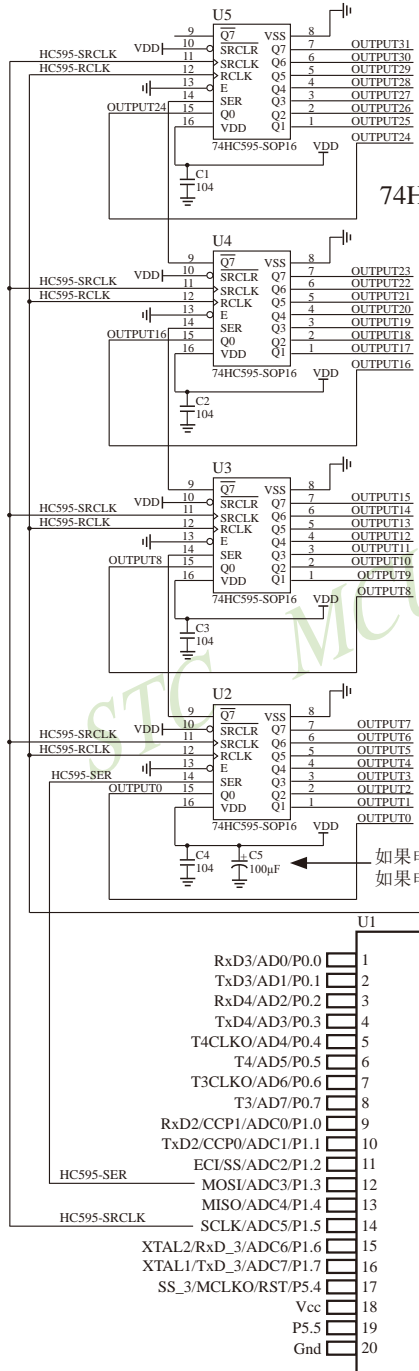 U5
9 Q7 VSS 8
VDD 10 SRCLR Q7 7 OUTPUT31
HC595-SRCLK 11 SRCLK Q6 6 OUTPUT30
HC595-RCLK 12 RCLK Q5 5 OUTPUT29
13 E Q4 4 OUTPUT28
14 SER Q3 3 OUTPUT27
OUTPUT24 15 Q0 Q2 2 OUTPUT26
16 VDD Q1 1 OUTPUT25
74HC595-SOP16 VDD OUTPUT24
C1
104
74H
U4
9 Q7 VSS 8
VDD 10 SRCLR Q7 7 OUTPUT23
HC595-SRCLK 11 SRCLK Q6 6 OUTPUT22
HC595-RCLK 12 RCLK Q5 5 OUTPUT21
13 E Q4 4 OUTPUT20
14 SER Q3 3 OUTPUT19
OUTPUT16 15 Q0 Q2 2 OUTPUT18
16 VDD Q1 1 OUTPUT17
74HC595-SOP16 VDD OUTPUT16
C2
104
U3
9 Q7 VSS 8
VDD 10 SRCLR Q7 7 OUTPUT15
HC595-SRCLK 11 SRCLK Q6 6 OUTPUT14
HC595-RCLK 12 RCLK Q5 5 OUTPUT13
13 E Q4 4 OUTPUT12
14 SER Q3 3 OUTPUT11
OUTPUT8 15 Q0 Q2 2 OUTPUT10
16 VDD Q1 1 OUTPUT9
74HC595-SOP16 VDD OUTPUT8
C3
104
STC MCU
U2
9 Q7 VSS 8
VDD 10 SRCLR Q7 7 OUTPUT7
HC595-SRCLK 11 SRCLK Q6 6 OUTPUT6
HC595-RCLK 12 RCLK Q5 5 OUTPUT5
13 E Q4 4 OUTPUT4
HC595-SER 14 SER Q3 3 OUTPUT3
OUTPUT0 15 Q0 Q2 2 OUTPUT2
16 VDD Q1 1 OUTPUT1
74HC595-SOP16 VDD OUTPUT0
C4
104
+ C5
100μF
如果电
如果电
U1
RxD3/AD0/P0.0 1
TxD3/AD1/P0.1 2
RxD4/AD2/P0.2 3
TxD4/AD3/P0.3 4
T4CLKO/AD4/P0.4 5
T4/AD5/P0.5 6
T3CLKO/AD6/P0.6 7
T3/AD7/P0.7 8
RxD2/CCP1/ADC0/P1.0 9
TxD2/CCP0/ADC1/P1.1 10
ECI/SS/ADC2/P1.2 11
HC595-SER MOSI/ADC3/P1.3 12
MISO/ADC4/P1.4 13
HC595-SRCLK SCLK/ADC5/P1.5 14
XTAL2/RxD_3/ADC6/P1.6 15
XTAL1/TxD_3/ADC7/P1.7 16
SS_3/MCLKO/RST/P5.4 17
Vcc 18
P5.5 19
Gnd 20